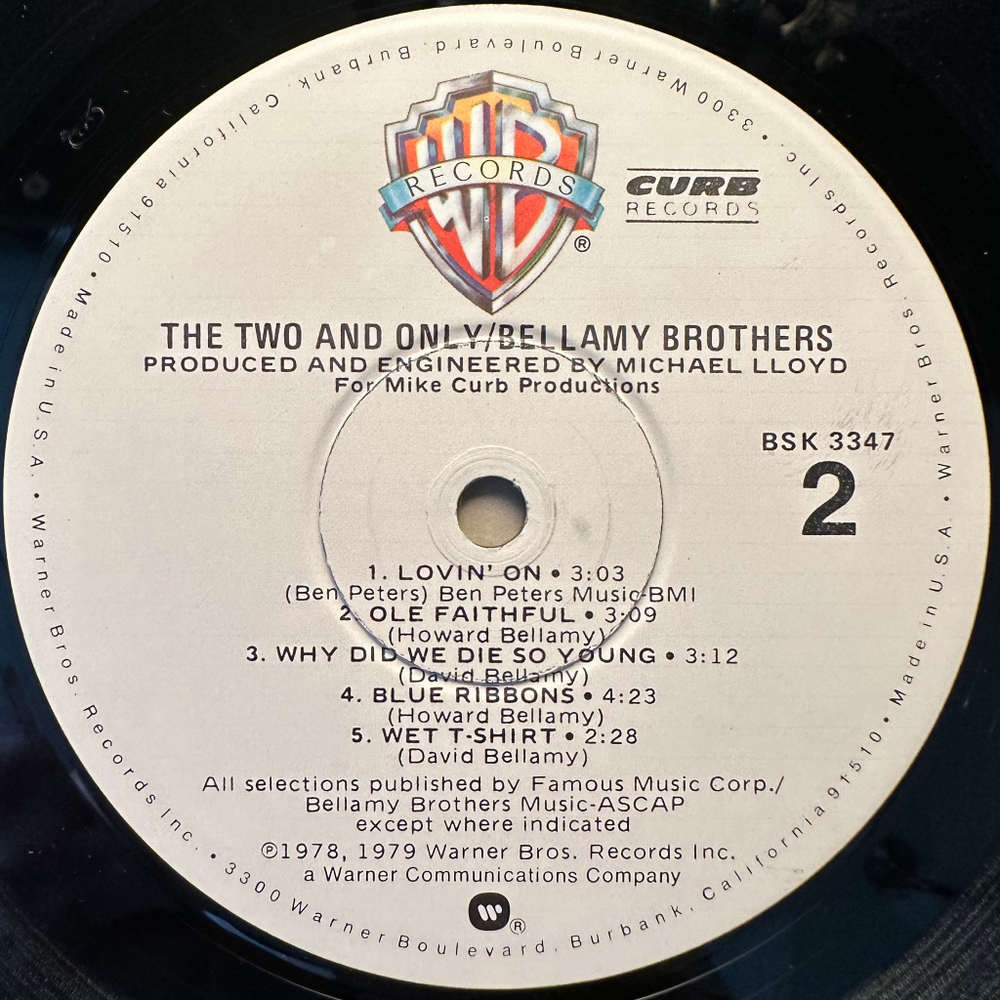 WB
RECORDS
®
CURB
RECORDS
THE TWO AND ONLY/BELLAMY BROTHERS
PRODUCED AND ENGINEERED BY MICHAEL LLOYD
For Mike Curb Productions
BSK 3347
2
1. LOVIN' ON • 3:03
(Ben Peters) Ben Peters Music-BMI
2. OLE FAITHFUL • 3:09
(Howard Bellamy)
3. WHY DID WE DIE SO YOUNG • 3:12
(David Bellamy)
4. BLUE RIBBONS • 4:23
(Howard Bellamy)
5. WET T-SHIRT • 2:28
(David Bellamy)
All selections published by Famous Music Corp./
Bellamy Brothers Music-ASCAP
except where indicated
℗1978, 1979 Warner Bros. Records Inc.
a Warner Communications Company
®
Made in U.S.A. • Warner Bros. Records Inc. • 3300 Warner Boulevard, Burbank, California 91510 • Made in U.S.A. • Warner Bros. Records Inc. • 3300 Warner Boulevard, Burbank, California 91510 •